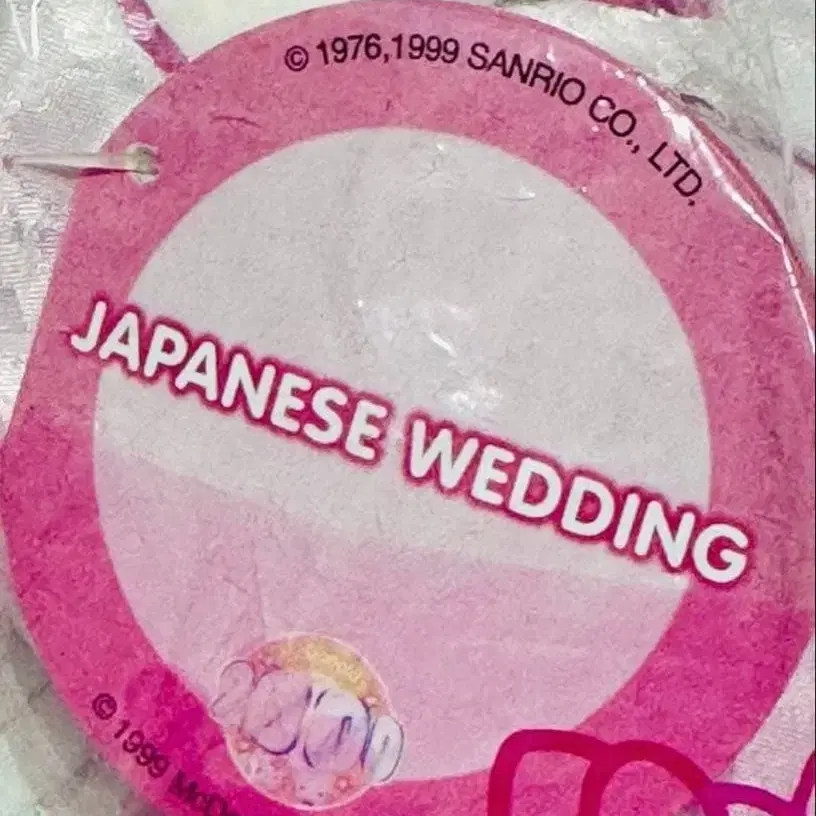 © 1976,1999 SANRIO CO., LTD.
JAPANESE WEDDING
2000
© 1999